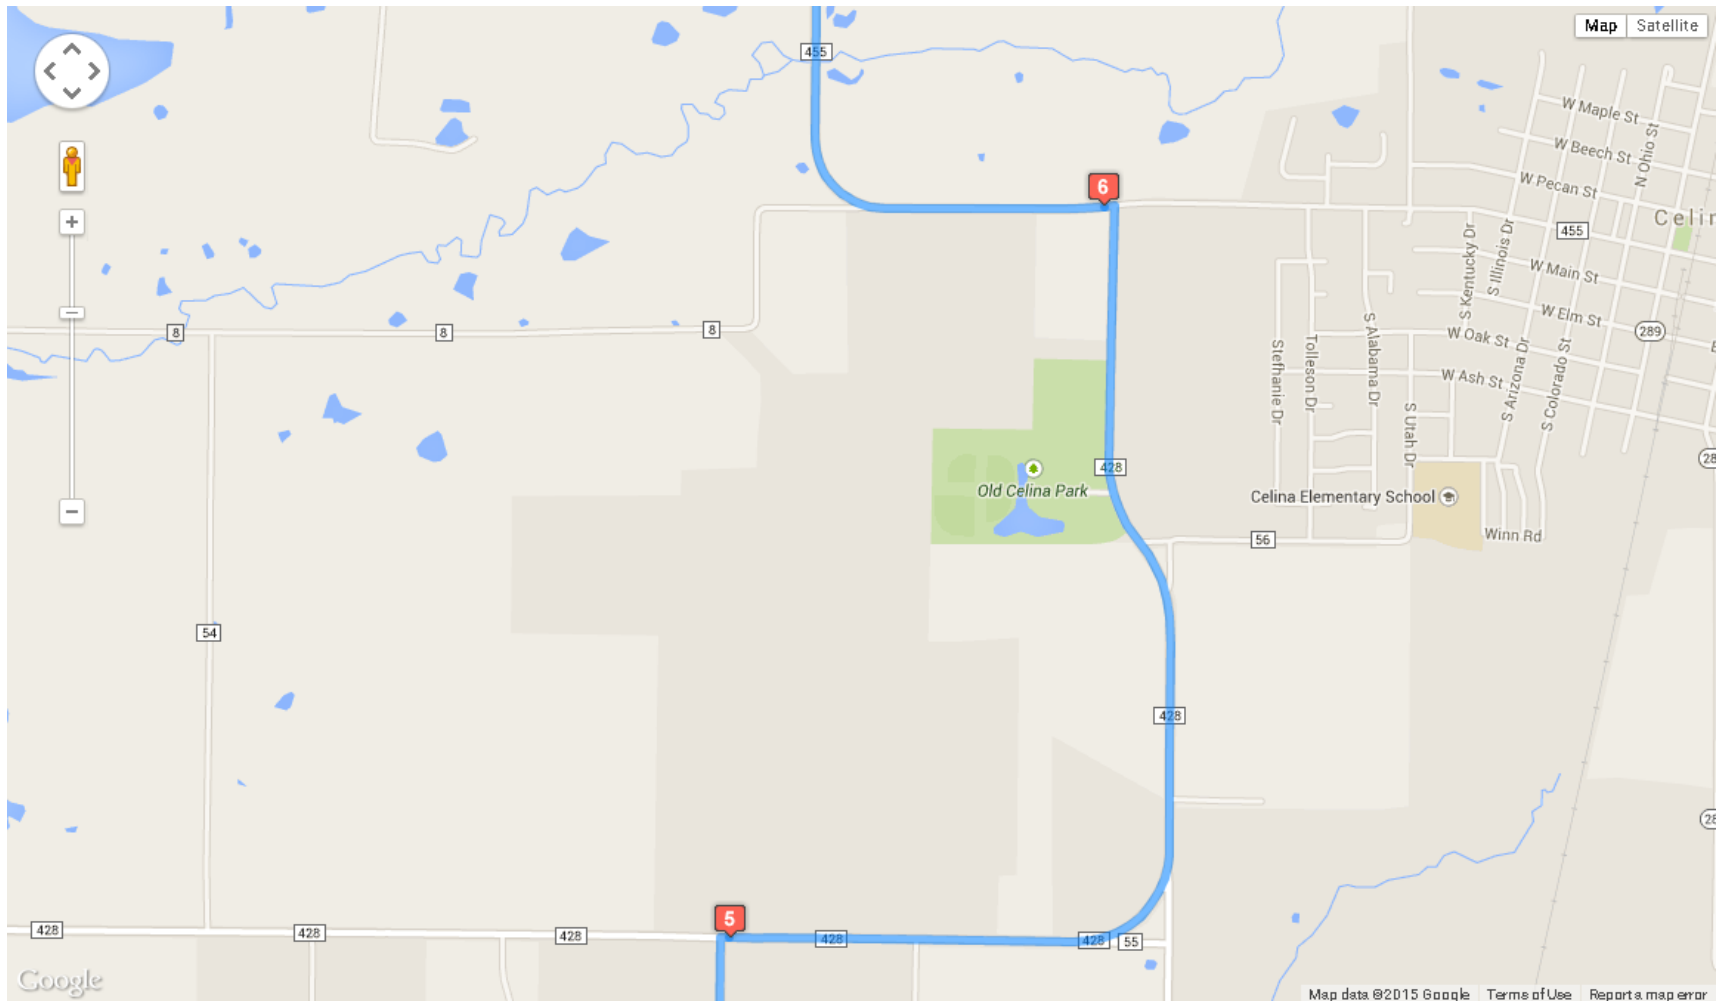 Map Satellite
455
W Maple St
W Beech St
N Ohio St
W Pecan St
6
Celin
455
S Kentucky Dr
S Illinois Dr
W Main St
W Elm St
289
8
8
8
W Oak St
S Alabama Dr
Tolleson Dr
Stefhanie Dr
W Ash St
S Arizona Dr
S Colorado St
S Utah Dr
428
28
Old Celina Park
Celina Elementary School
56
Winn Rd
54
428
28
5
428
428
428
428
428
55
Google
Map data ©2015 Google Terms of Use Report a map error